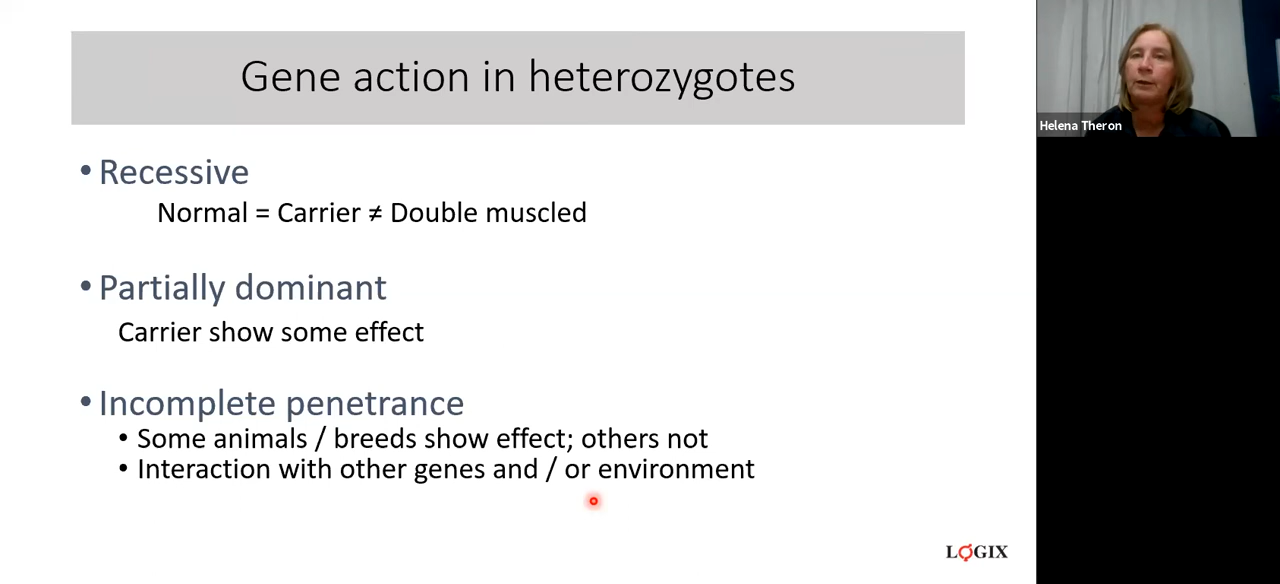 Gene action in heterozygotes
• Recessive
Normal = Carrier ≠ Double muscled
• Partially dominant
Carrier show some effect
• Incomplete penetrance
• Some animals / breeds show effect; others not
• Interaction with other genes and / or environment
LOGIX
Helena Theron